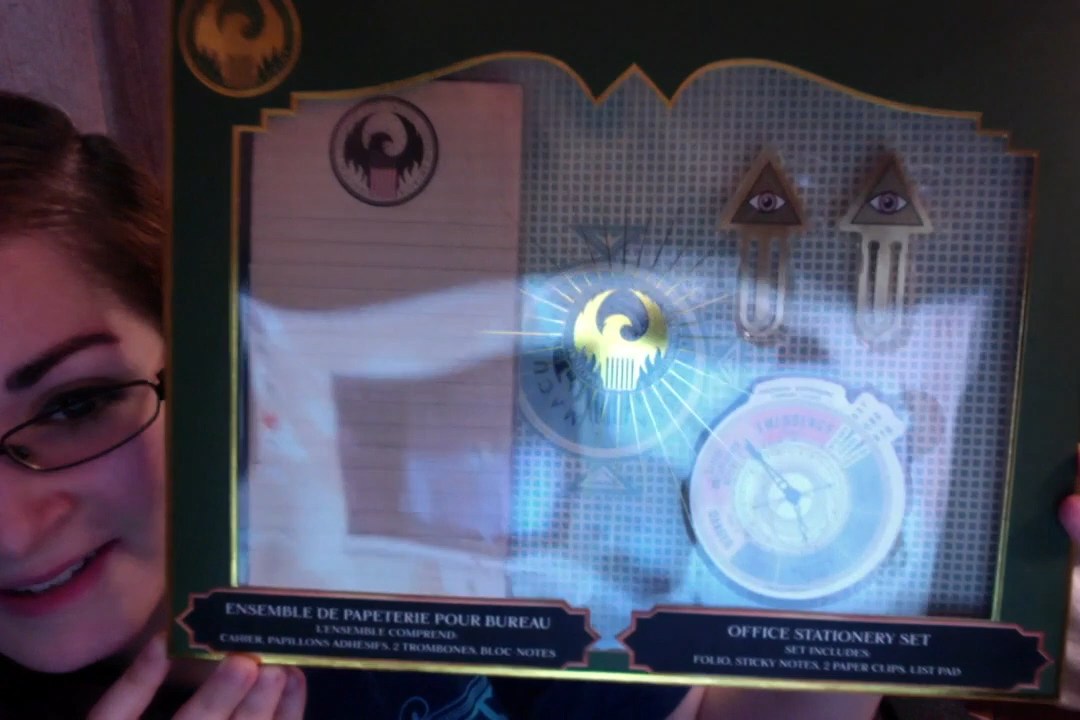 ENSEMBLE DE PAPETERIE POUR BUREAU
L'ENSEMBLE COMPREND:
CAHIER, PAPILLONS ADHÉSIFS, 2 TROMBONES, BLOC-NOTES
OFFICE STATIONERY SET
SET INCLUDES:
FOLIO, STICKY NOTES, 2 PAPER CLIPS, LIST PAD
EMERGENCY